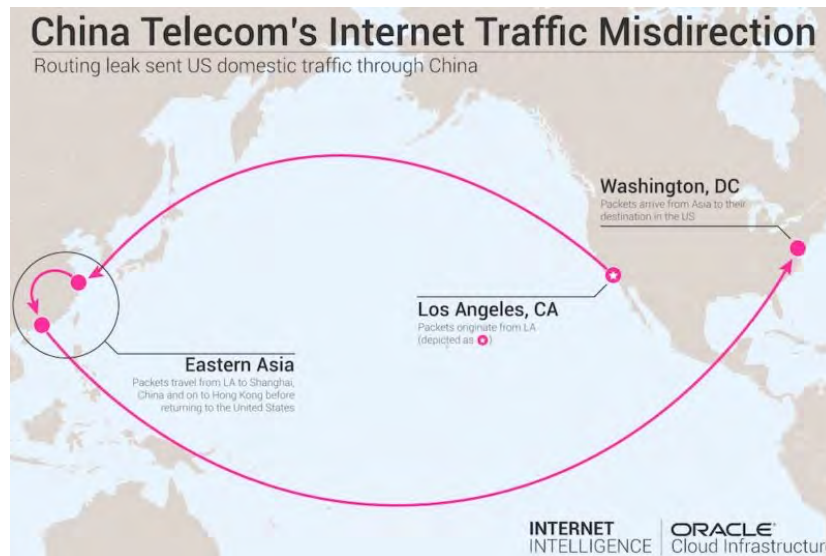 China Telecom's Internet Traffic Misdirection
Routing leak sent US domestic traffic through China
Washington, DC
Packets arrive from Asia to their
destination in the US
Los Angeles, CA
Packets originate from LA
(depicted as )
Eastern Asia
Packets travel from LA to Shanghai,
China and on to Hong Kong before
returning to the United States
INTERNET
INTELLIGENCE
ORACLE
Cloud Infrastructur